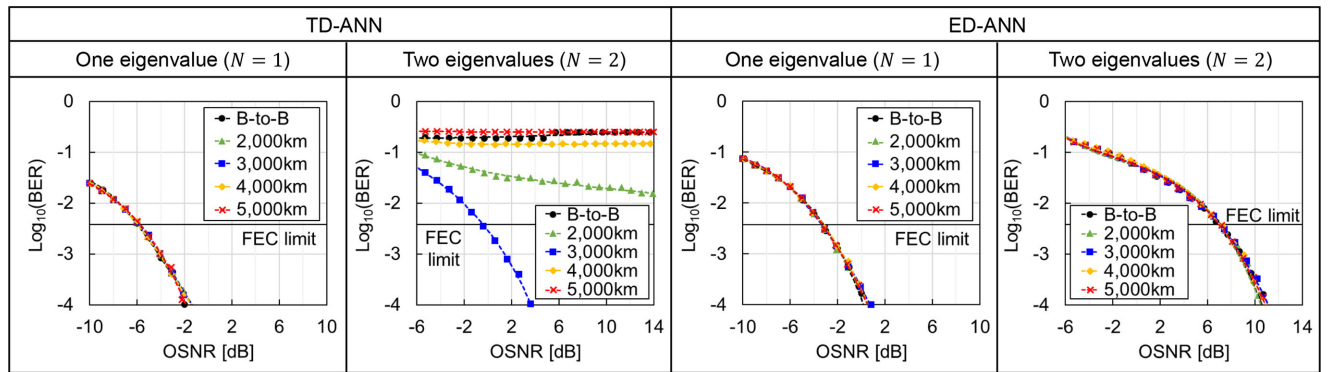 TD-ANN
ED-ANN
One eigenvalue (N = 1)
Two eigenvalues (N = 2)
One eigenvalue (N = 1)
Two eigenvalues (N = 2)
Log10(BER)
0
-1
-2
-3
-4
-10
-6
-2
2
6
10
OSNR [dB]
B-to-B
2,000km
3,000km
4,000km
5,000km
FEC limit
Log10(BER)
0
-1
-2
-3
-4
-6
-2
2
6
10
14
OSNR [dB]
B-to-B
2,000km
3,000km
4,000km
5,000km
FEC
limit
Log10(BER)
0
-1
-2
-3
-4
-10
-6
-2
2
6
10
OSNR [dB]
B-to-B
2,000km
3,000km
4,000km
5,000km
FEC limit
Log10(BER)
0
-1
-2
-3
-4
-6
-2
2
6
10
14
OSNR [dB]
B-to-B
2,000km
3,000km
4,000km
5,000km
FEC limit